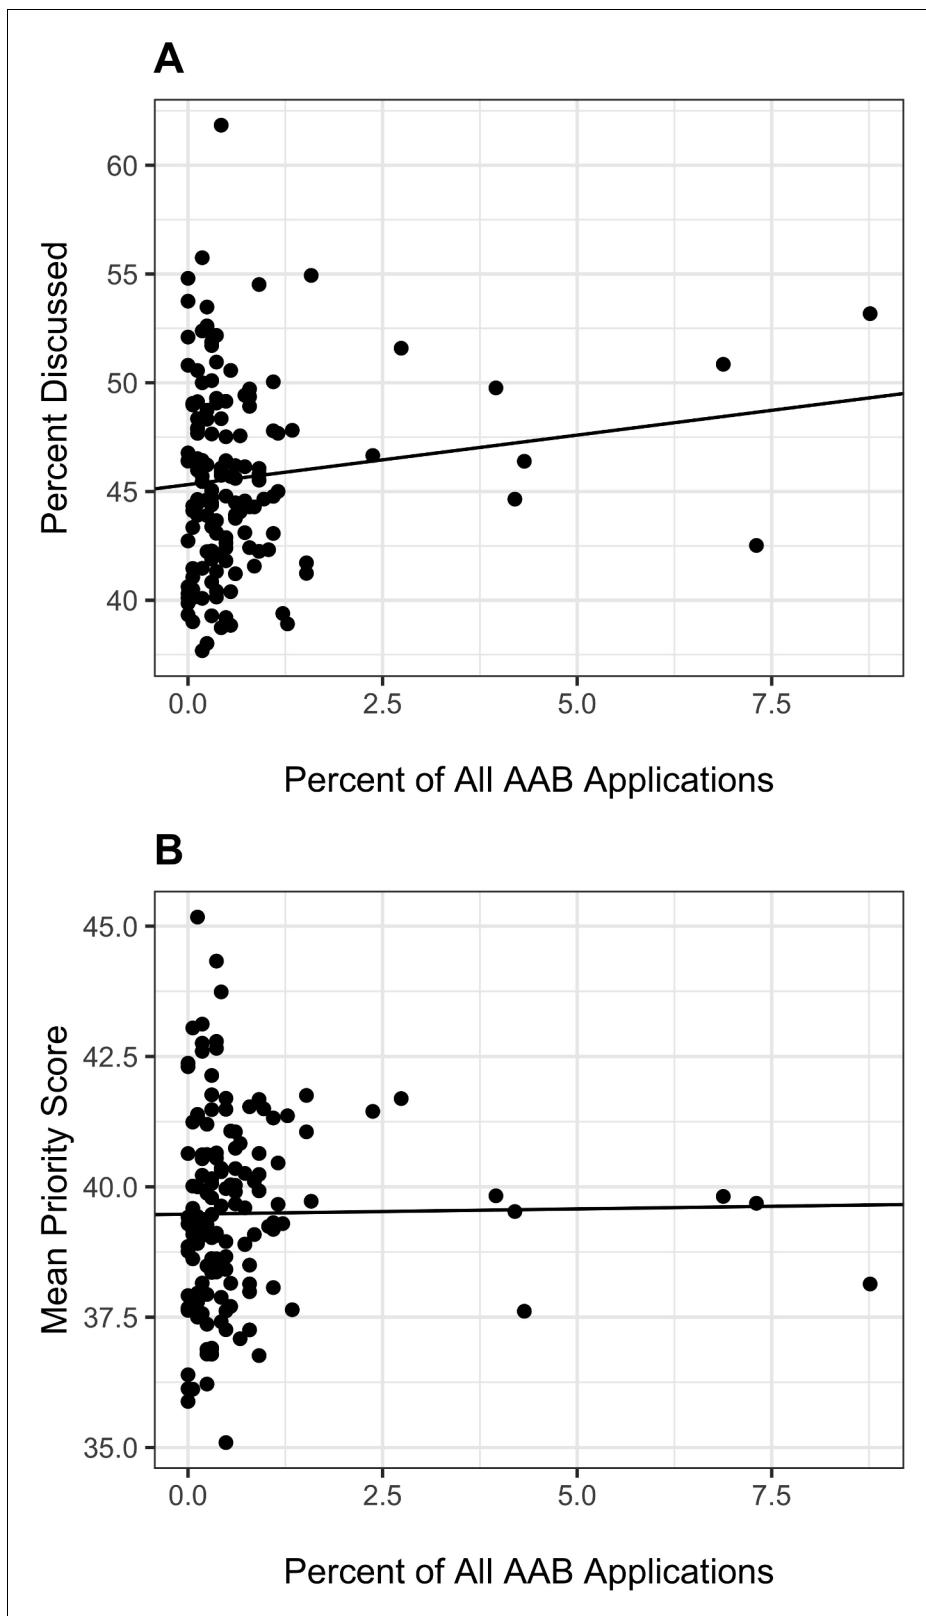 A
60
55
50
45
40
Percent Discussed
0.0 2.5 5.0 7.5
Percent of All AAB Applications
B
45.0
42.5
40.0
37.5
35.0
Mean Priority Score
0.0 2.5 5.0 7.5
Percent of All AAB Applications